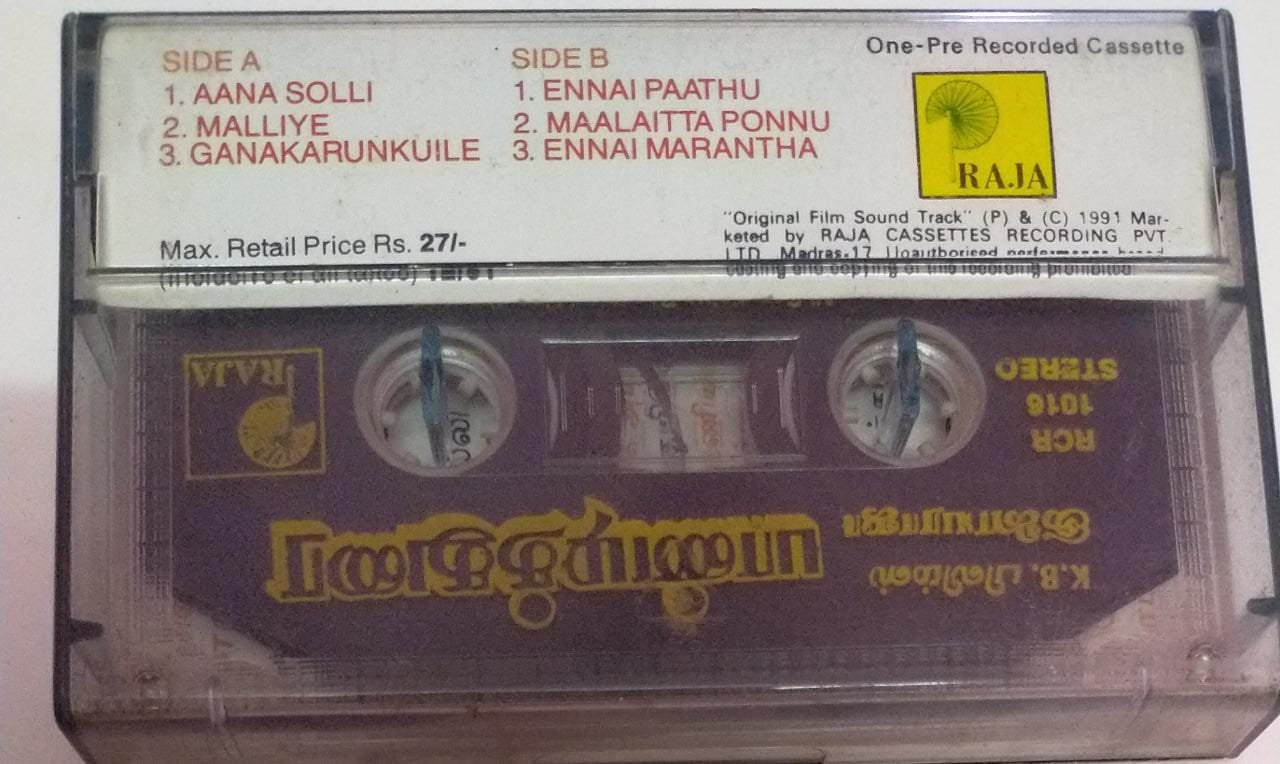 One-Pre Recorded Cassette
SIDE A
1. AANA SOLLI
2. MALLIYE
3. GANAKARUNKUILE
SIDE B
1. ENNAI PAATHU
2. MAALAITTA PONNU
3. ENNAI MARANTHA
RAJA
Max. Retail Price Rs. 27/-
"Original Film Sound Track" (P) & (C) 1991 Mar-
keted by RAJA CASSETTES RECORDING PVT.
LTD. Madras-17
RAJA
STEREO
1016
RCR
இளையராஜா
பாண்டித்துரை
K.B. பிலிம்ஸ்